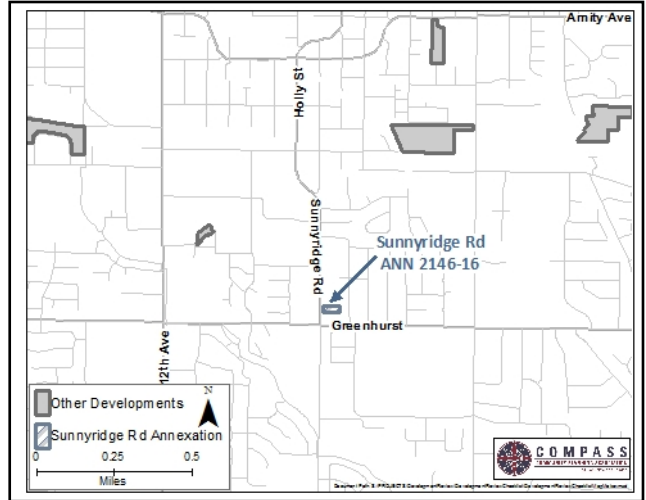 Amity Ave
Holly St
Sunnyridge Rd
Sunnyridge Rd
ANN 2146-16
Greenhurst
12th Ave
N
Other Developments
Sunnyridge Rd Annexation
0 0.25 0.5
Miles
COMPASS